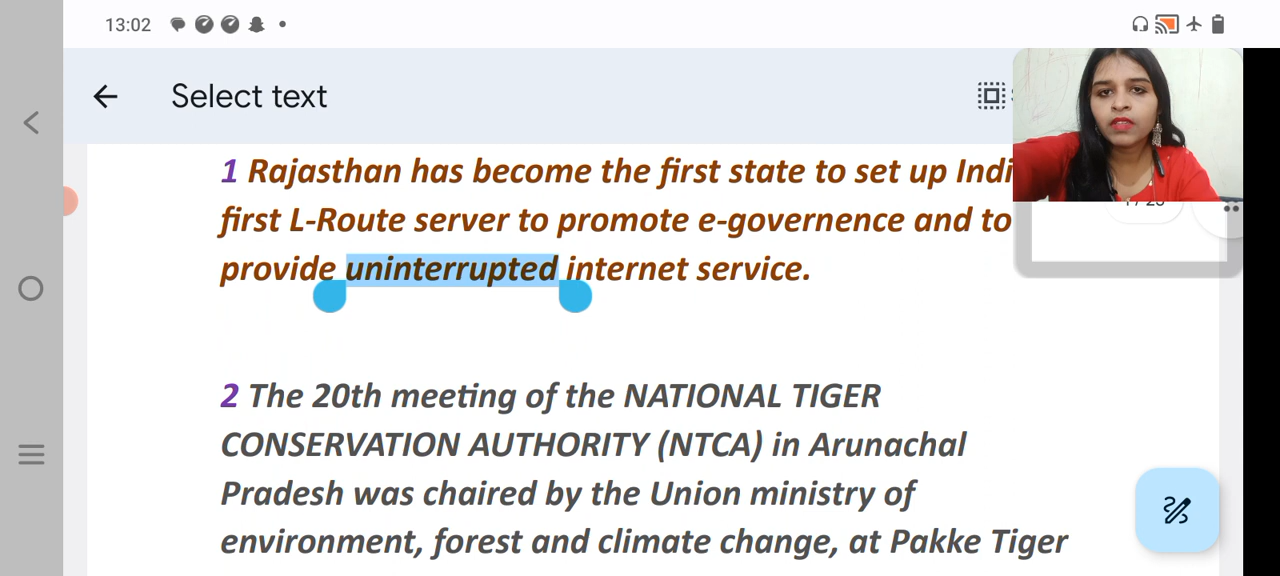 13:02
Select text
1 Rajasthan has become the first state to set up
first L-Route server to promote e-governence and to
provide uninterrupted internet service.
2 The 20th meeting of the NATIONAL TIGER
CONSERVATION AUTHORITY (NTCA) in Arunachal
Pradesh was chaired by the Union ministry of
environment, forest and climate change, at Pakke Tiger